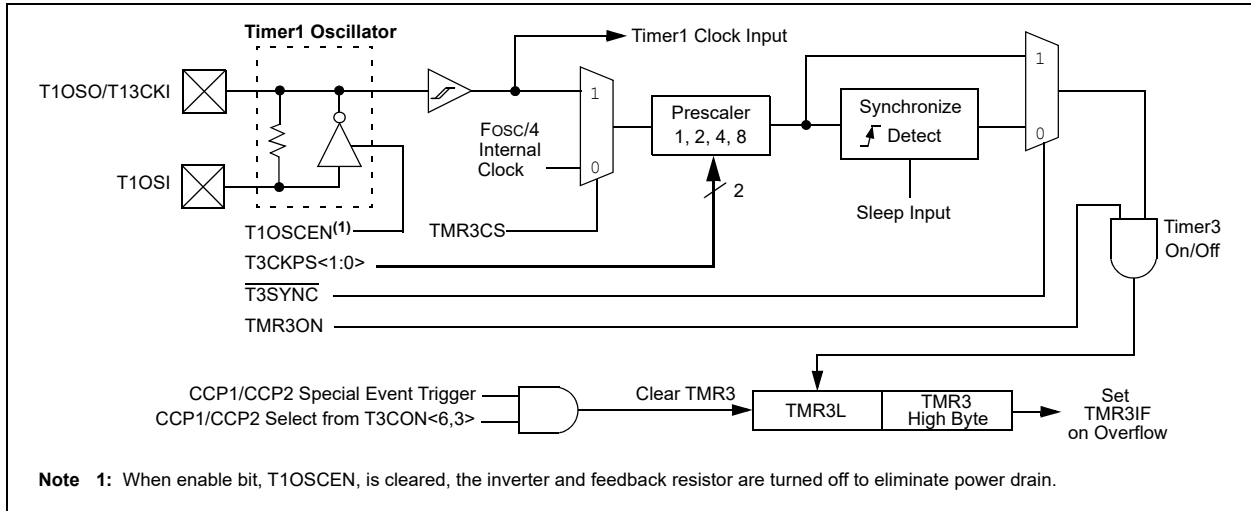 Timer1 Oscillator
Timer1 Clock Input
T1OSO/T13CKI
1
1
Prescaler
1, 2, 4, 8
Synchronize
Detect
FOSC/4
Internal
Clock
0
0
T1OSI
2
Sleep Input
T1OSCEN(1)
TMR3CS
Timer3
On/Off
T3CKPS<1:0>
T3SYNC
TMR3ON
CCP1/CCP2 Special Event Trigger
CCP1/CCP2 Select from T3CON<6,3>
Clear TMR3
TMR3L
TMR3
High Byte
Set
TMR3IF
on Overflow
Note 1: When enable bit, T1OSCEN, is cleared, the inverter and feedback resistor are turned off to eliminate power drain.